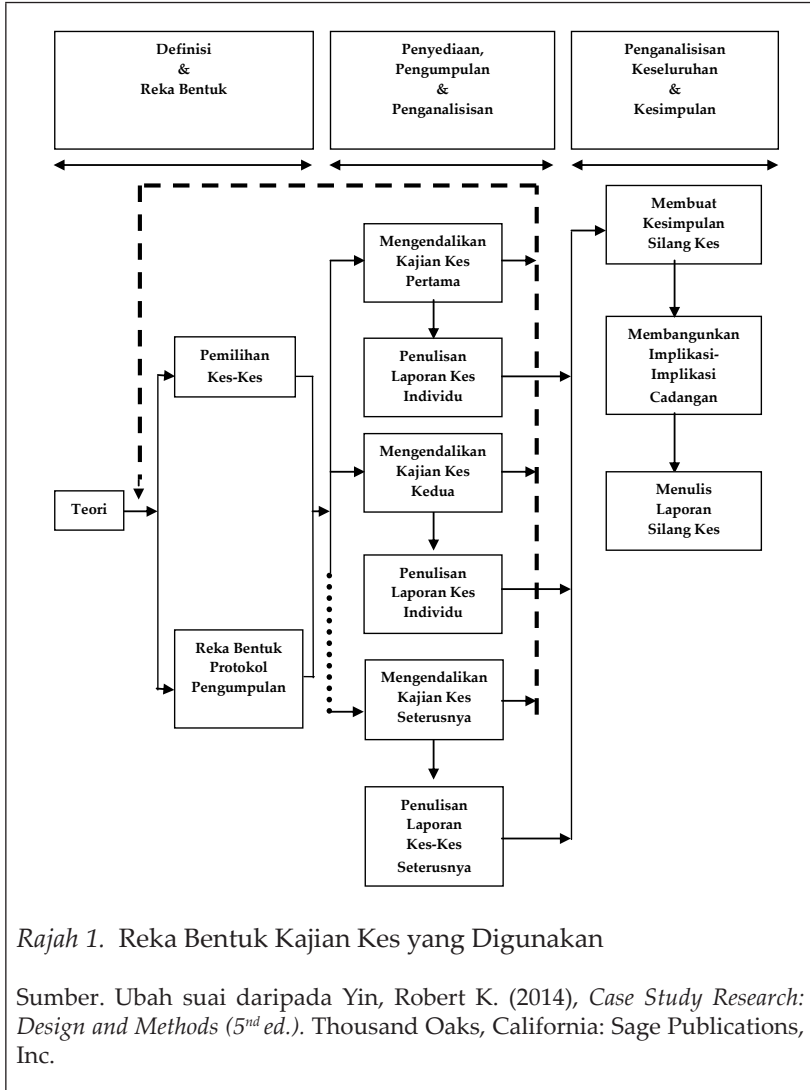 Definisi
&
Reka Bentuk
Penyediaan,
Pengumpulan
&
Penganalisisan
Penganalisisan
Keseluruhan
&
Kesimpulan
Teori
Pemilihan
Kes-Kes
Reka Bentuk
Protokol
Pengumpulan
Mengendalikan
Kajian Kes
Pertama
Penulisan
Laporan Kes
Individu
Mengendalikan
Kajian Kes
Kedua
Penulisan
Laporan Kes
Individu
Mengendalikan
Kajian Kes
Seterusnya
Penulisan
Laporan
Kes-Kes
Seterusnya
Membuat
Kesimpulan
Silang Kes
Membangunkan
Implikasi-
Implikasi
Cadangan
Menulis
Laporan
Silang Kes
Rajah 1. Reka Bentuk Kajian Kes yang Digunakan
Sumber. Ubah suai daripada Yin, Robert K. (2014), Case Study Research:
Design and Methods (5nd ed.). Thousand Oaks, California: Sage Publications,
Inc.